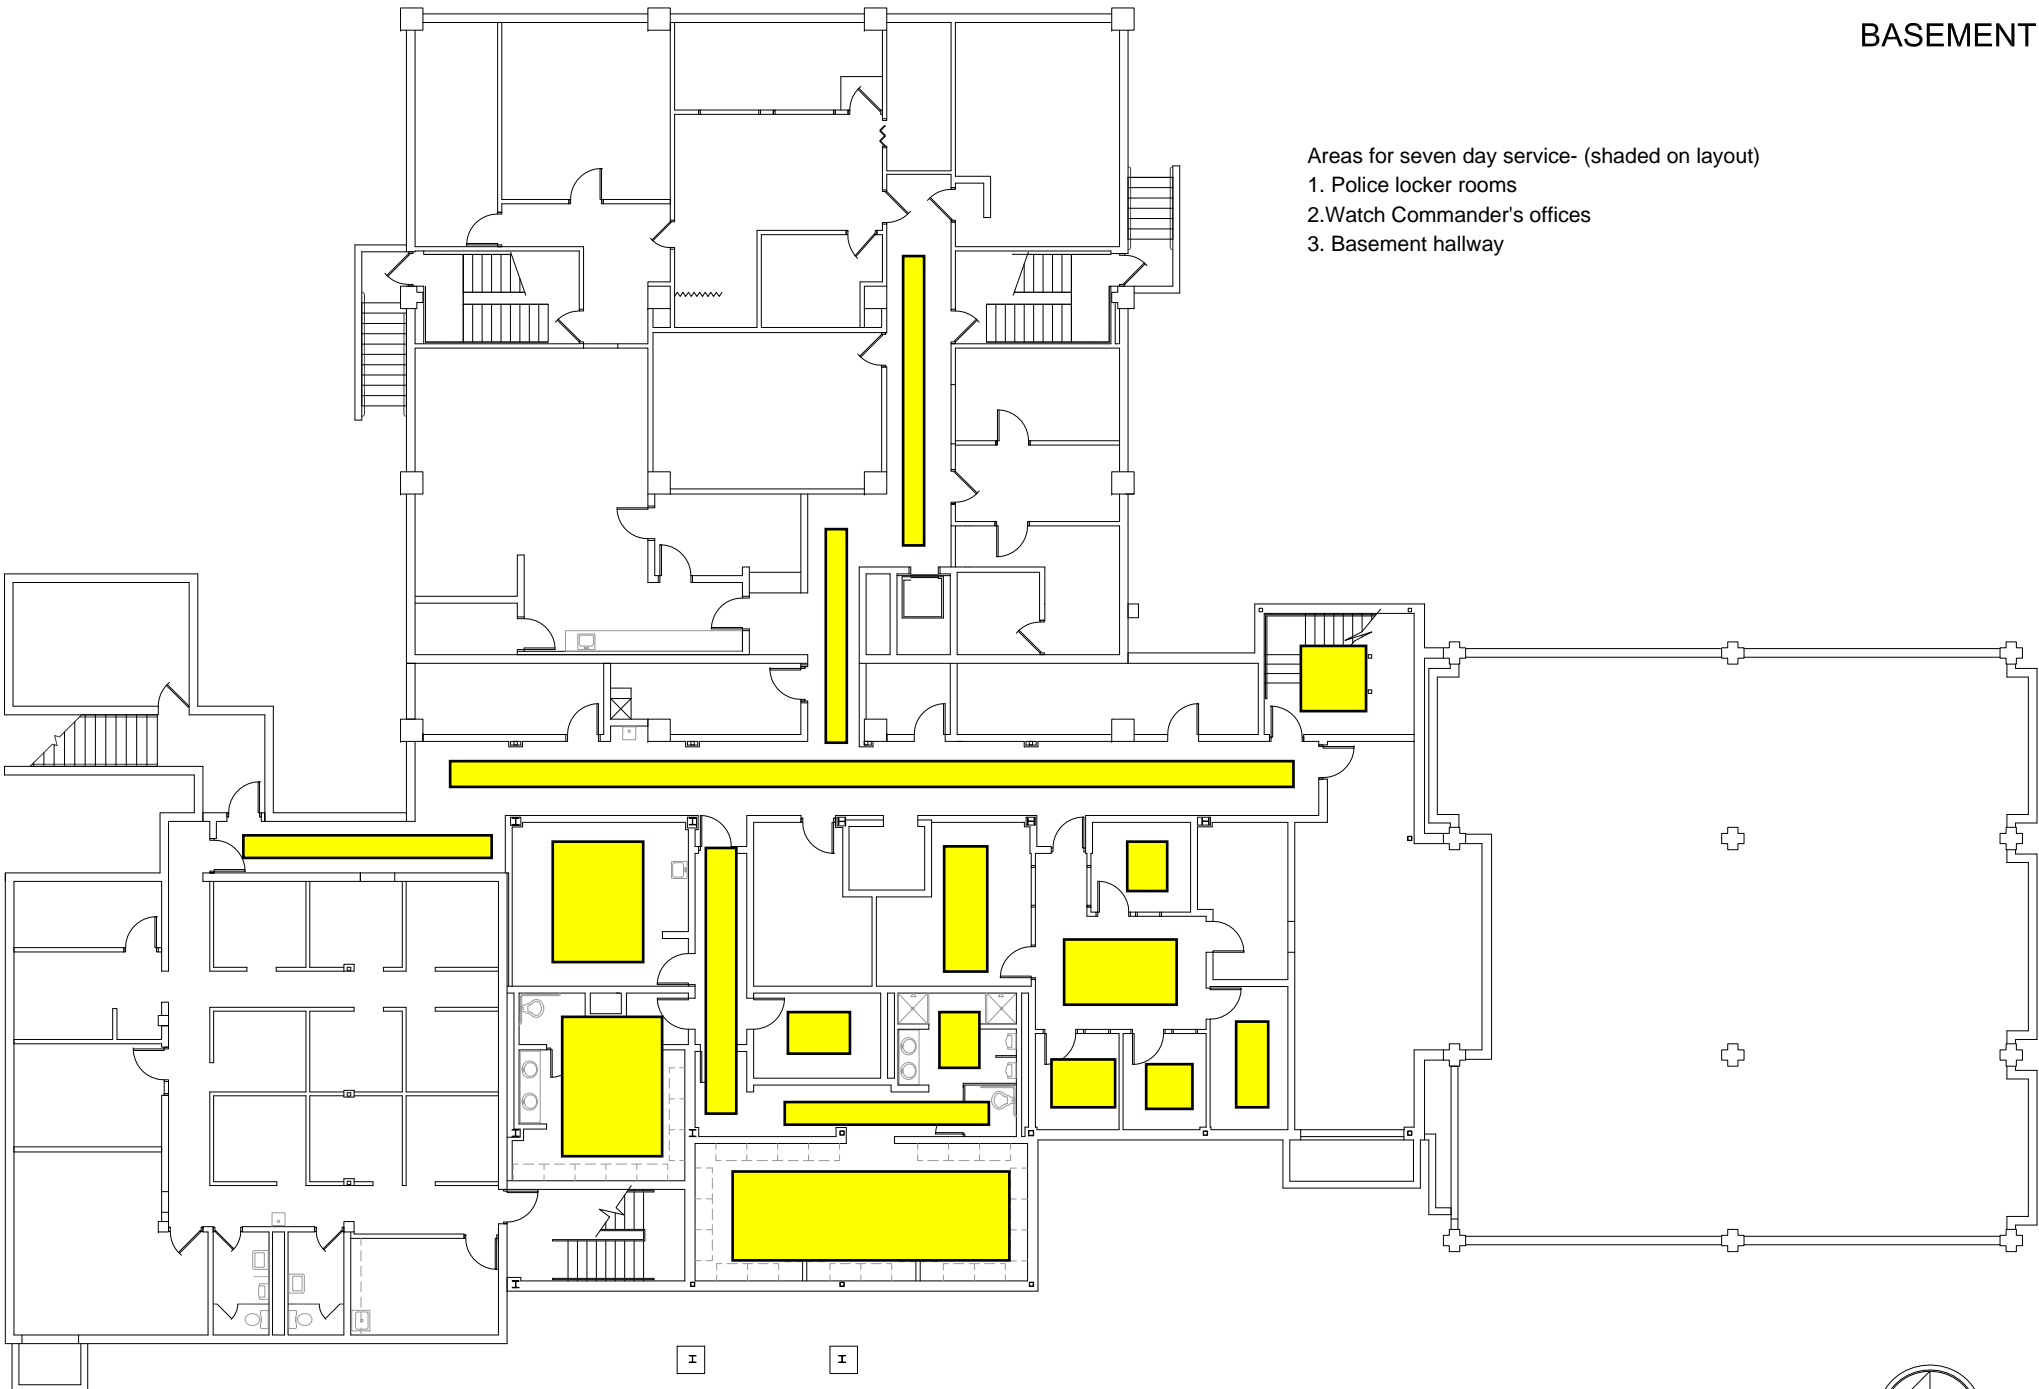 BASEMENT
Areas for seven day service- (shaded on layout)
1. Police locker rooms
2.Watch Commander's offices
3. Basement hallway